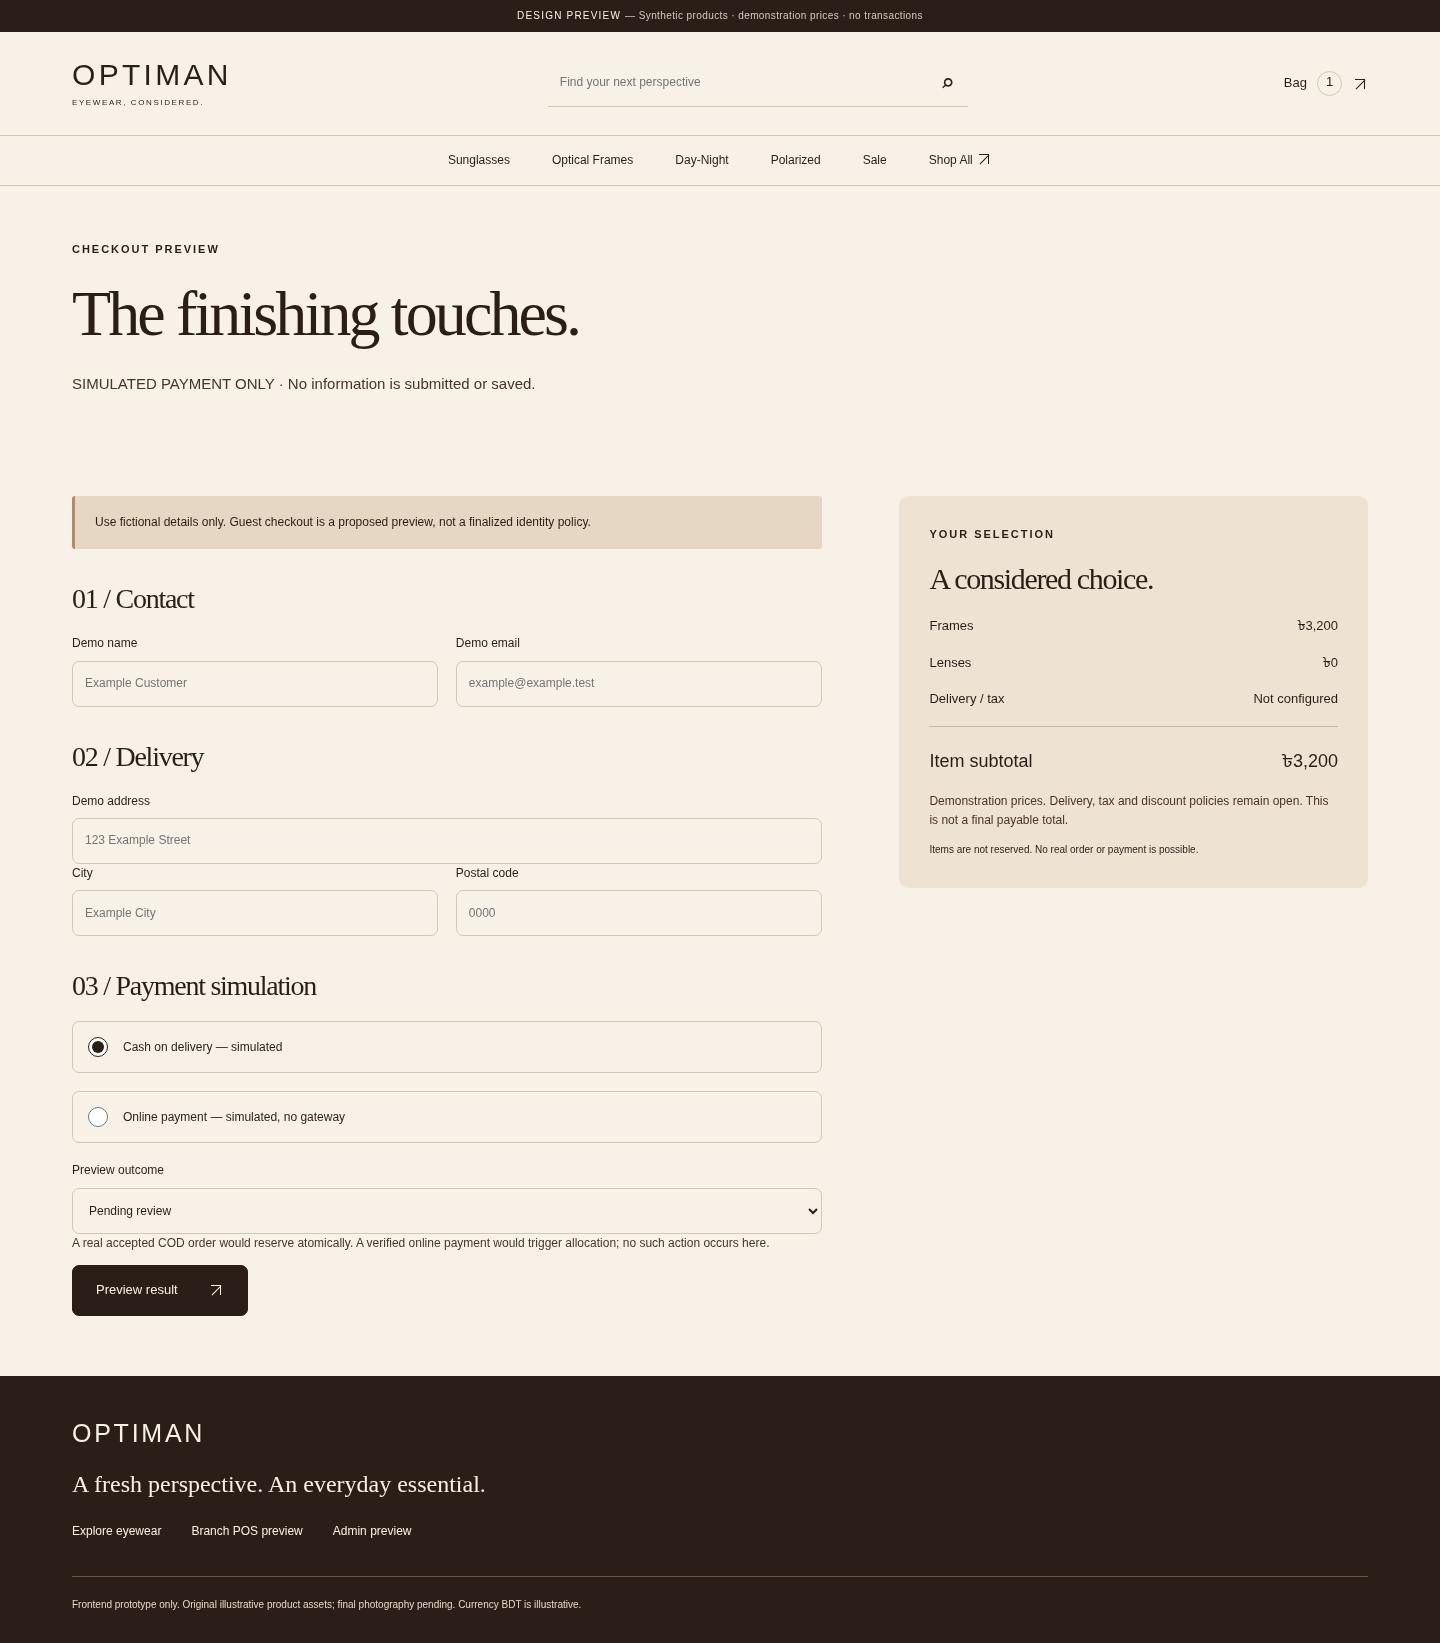 DESIGN PREVIEW — Synthetic products · demonstration prices · no transactions
OPTIMAN
EYEWEAR, CONSIDERED.
Find your next perspective
Bag 1
Sunglasses Optical Frames Day-Night Polarized Sale Shop All
CHECKOUT PREVIEW
The finishing touches.
SIMULATED PAYMENT ONLY · No information is submitted or saved.
Use fictional details only. Guest checkout is a proposed preview, not a finalized identity policy.
01 / Contact
Demo name Demo email
Example Customer example@example.test
02 / Delivery
Demo address
123 Example Street
City Postal code
Example City 0000
03 / Payment simulation
Cash on delivery — simulated
Online payment — simulated, no gateway
Preview outcome
Pending review
A real accepted COD order would reserve atomically. A verified online payment would trigger allocation; no such action occurs here.
Preview result
YOUR SELECTION
A considered choice.
Frames ৳3,200
Lenses ৳0
Delivery / tax Not configured
Item subtotal ৳3,200
Demonstration prices. Delivery, tax and discount policies remain open. This
is not a final payable total.
Items are not reserved. No real order or payment is possible.
OPTIMAN
A fresh perspective. An everyday essential.
Explore eyewear Branch POS preview Admin preview
Frontend prototype only. Original illustrative product assets; final photography pending. Currency BDT is illustrative.